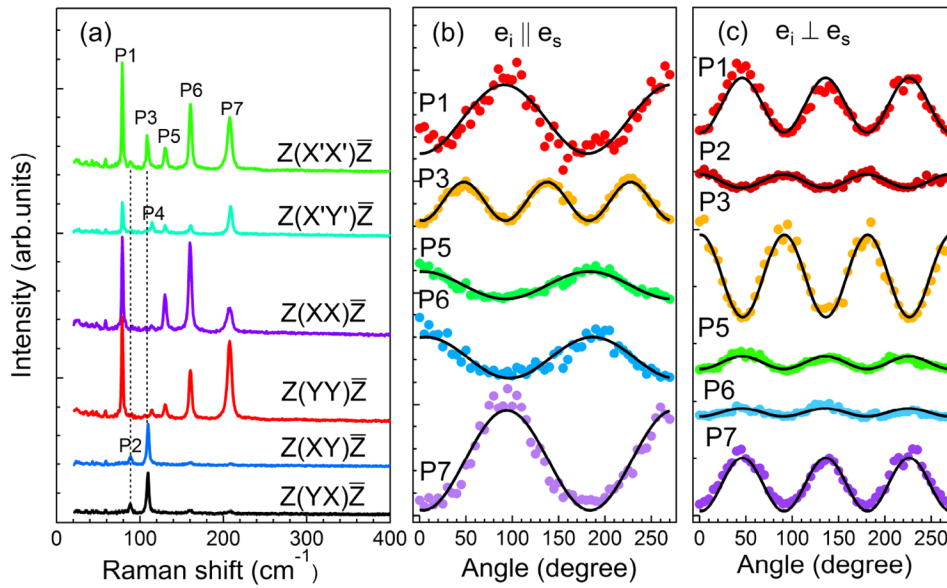 (a)
P1
P3
P5
P6
P7
Z(X'X')Z̅
P4
Z(X'Y')Z̅
Z(XX)Z̅
Z(YY)Z̅
P2
Z(XY)Z̅
Z(YX)Z̅
Intensity (arb.units)
0 100 200 300 400
Raman shift (cm⁻¹)
(b) eᵢ || eₛ
P1
P3
P5
P6
P7
0 50 100 150 200 250
Angle (degree)
(c) eᵢ ⊥ eₛ
P1
P2
P3
P5
P6
P7
0 50 100 150 200 250
Angle (degree)